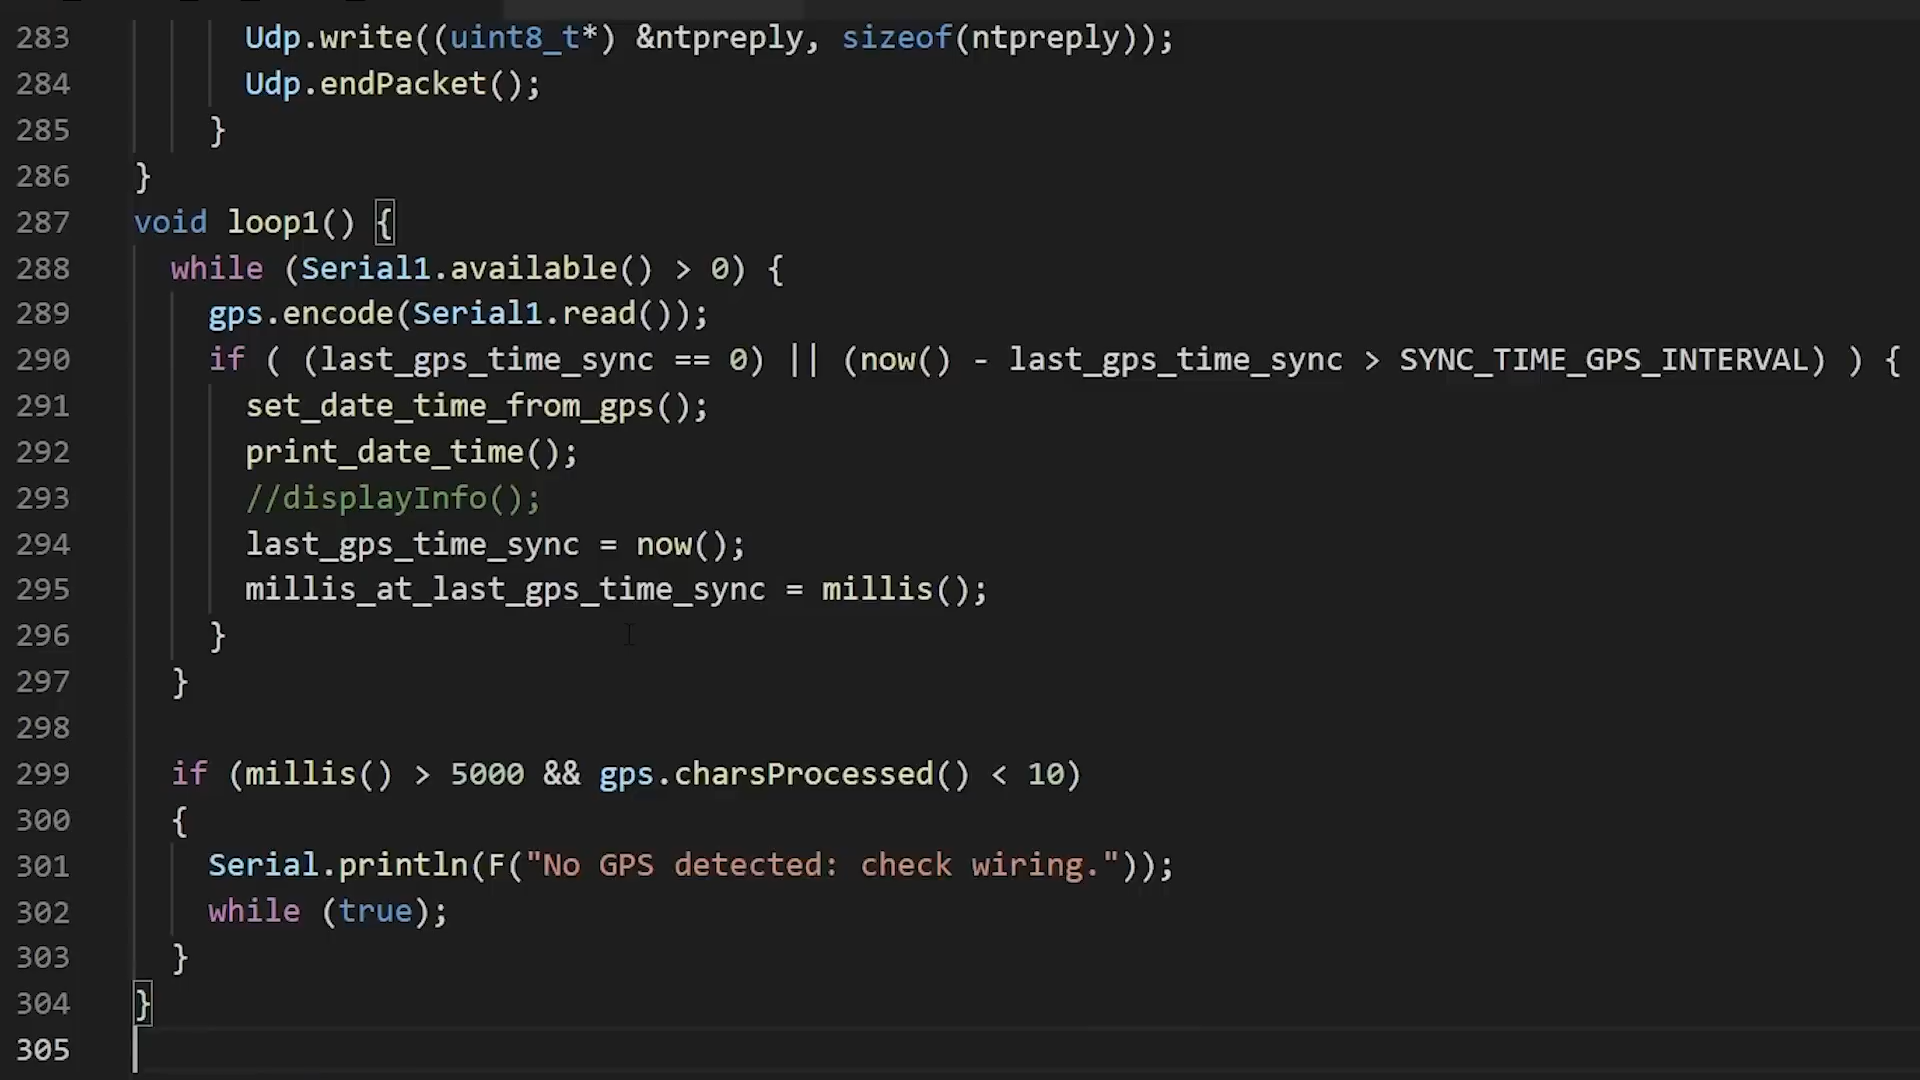 283 Udp.write((uint8_t*) &ntpreply, sizeof(ntpreply));
284 Udp.endPacket();
285 }
286 }
287 void loop1() {
288 while (Serial1.available() > 0) {
289 gps.encode(Serial1.read());
290 if ( (last_gps_time_sync == 0) || (now() - last_gps_time_sync > SYNC_TIME_GPS_INTERVAL) ) {
291 set_date_time_from_gps();
292 print_date_time();
293 //displayInfo();
294 last_gps_time_sync = now();
295 millis_at_last_gps_time_sync = millis();
296 }
297 }
298
299 if (millis() > 5000 && gps.charsProcessed() < 10)
300 {
301 Serial.println(F("No GPS detected: check wiring."));
302 while (true);
303 }
304 }
305